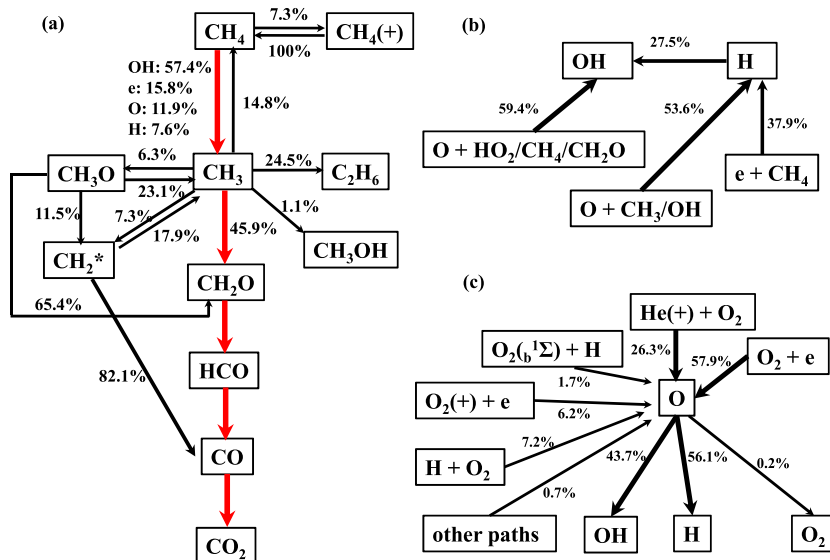 (a)
CH₄
7.3%
100%
CH₄(+)
OH: 57.4%
e: 15.8%
O: 11.9%
H: 7.6%
14.8%
CH₃O
6.3%
23.1%
CH₃
24.5%
C₂H₆
11.5%
7.3%
17.9%
45.9%
1.1%
CH₃OH
CH₂*
65.4%
CH₂O
82.1%
HCO
CO
CO₂
(b)
OH
27.5%
H
59.4%
53.6%
37.9%
O + HO₂/CH₄/CH₂O
e + CH₄
O + CH₃/OH
(c)
He(+) + O₂
O₂(b¹Σ) + H
26.3%
57.9%
O₂ + e
1.7%
O₂(+) + e
6.2%
O
7.2%
H + O₂
43.7%
56.1%
0.2%
0.7%
other paths
OH
H
O₂